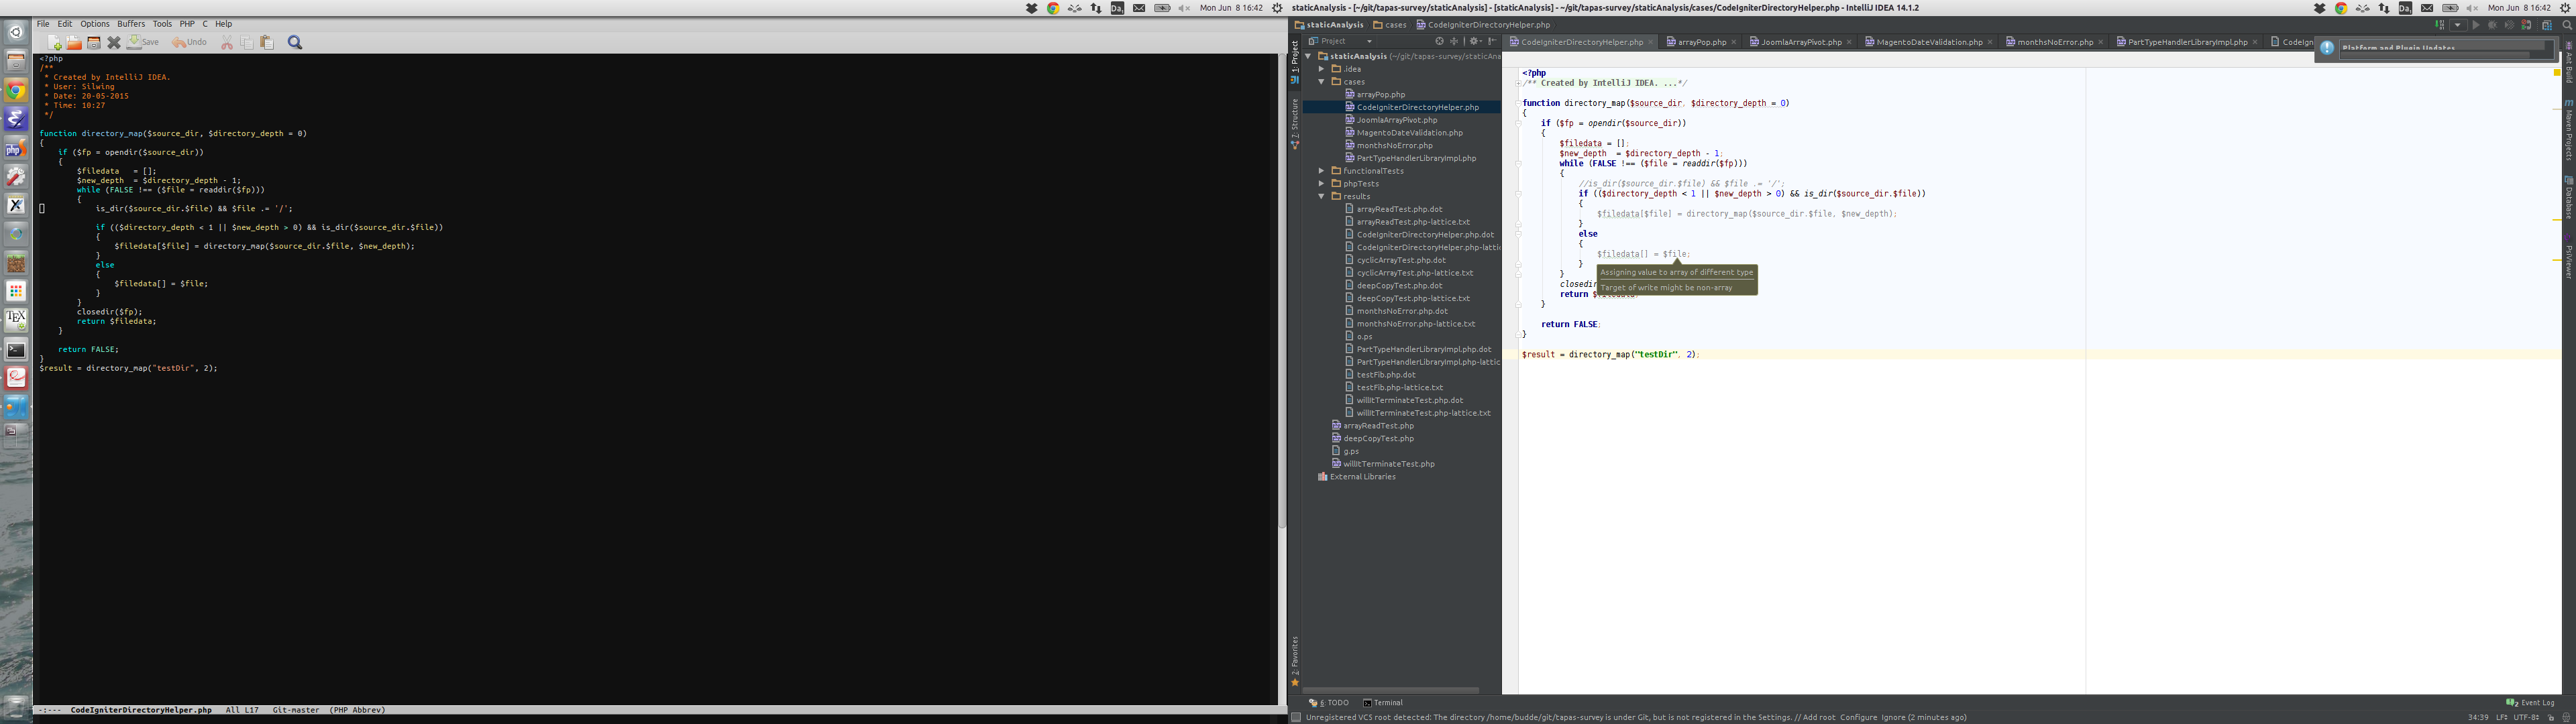 Mon Jun 8 16:42
File Edit Options Buffers Tools PHP C Help
Save Undo
<?php
/**
 * Created by IntelliJ IDEA.
 * User: Silwing
 * Date: 20-05-2015
 * Time: 10:27
 */
function directory_map($source_dir, $directory_depth = 0)
{
    if ($fp = opendir($source_dir))
    {
        $filedata   = [];
        $new_depth  = $directory_depth - 1;
        while (FALSE !== ($file = readdir($fp)))
        {
            is_dir($source_dir.$file) && $file .= '/';
            if (($directory_depth < 1 || $new_depth > 0) && is_dir($source_dir.$file))
            {
                $filedata[$file] = directory_map($source_dir.$file, $new_depth);
            }
            else
            {
                $filedata[] = $file;
            }
        }
        closedir($fp);
        return $filedata;
    }
    return FALSE;
}
$result = directory_map("testDir", 2);
-:--- CodeIgniterDirectoryHelper.php All L17 Git-master (PHP Abbrev)
staticAnalysis - [~/git/tapas-survey/staticAnalysis] - [staticAnalysis] - ~/git/tapas-survey/staticAnalysis/cases/CodeIgniterDirectoryHelper.php - IntelliJ IDEA 14.1.2
Mon Jun 8 16:42
staticAnalysis cases CodeIgniterDirectoryHelper.php
Project
CodeIgniterDirectoryHelper.php arrayPop.php JoomlaArrayPivot.php MagentoDateValidation.php monthsNoError.php PartTypeHandlerLibraryImpl.php CodeIgn
Platform and Plugin Updates
1: Project
2: Structure
2: Favorites
staticAnalysis (~/git/tapas-survey/staticAna
.idea
cases
arrayPop.php
CodeIgniterDirectoryHelper.php
JoomlaArrayPivot.php
MagentoDateValidation.php
monthsNoError.php
PartTypeHandlerLibraryImpl.php
functionalTests
phpTests
results
arrayReadTest.php.dot
arrayReadTest.php-lattice.txt
CodeIgniterDirectoryHelper.php.dot
CodeIgniterDirectoryHelper.php-lattic
cyclicArrayTest.php.dot
cyclicArrayTest.php-lattice.txt
deepCopyTest.php.dot
deepCopyTest.php-lattice.txt
monthsNoError.php.dot
monthsNoError.php-lattice.txt
o.ps
PartTypeHandlerLibraryImpl.php.dot
PartTypeHandlerLibraryImpl.php-lattic
testFib.php.dot
testFib.php-lattice.txt
willItTerminateTest.php.dot
willItTerminateTest.php-lattice.txt
arrayReadTest.php
deepCopyTest.php
g.ps
willItTerminateTest.php
External Libraries
<?php
/** Created by IntelliJ IDEA. ...*/
function directory_map($source_dir, $directory_depth = 0)
{
    if ($fp = opendir($source_dir))
    {
        $filedata = [];
        $new_depth  = $directory_depth - 1;
        while (FALSE !== ($file = readdir($fp)))
        {
            //is_dir($source_dir.$file) && $file .= '/';
            if (($directory_depth < 1 || $new_depth > 0) && is_dir($source_dir.$file))
            {
                $filedata[$file] = directory_map($source_dir.$file, $new_depth);
            }
            else
            {
                $filedata[] = $file;
            }
        }
Assigning value to array of different type
Target of write might be non-array
        closedir
        return $filedata;
    }
    return FALSE;
}
$result = directory_map("testDir", 2);
Ant Build
Maven Projects
Database
PsiViewer
6: TODO Terminal
Event Log
Unregistered VCS root detected: The directory /home/budde/git/tapas-survey is under Git, but is not registered in the Settings. // Add root Configure Ignore (2 minutes ago)
34:39 LF UTF-8